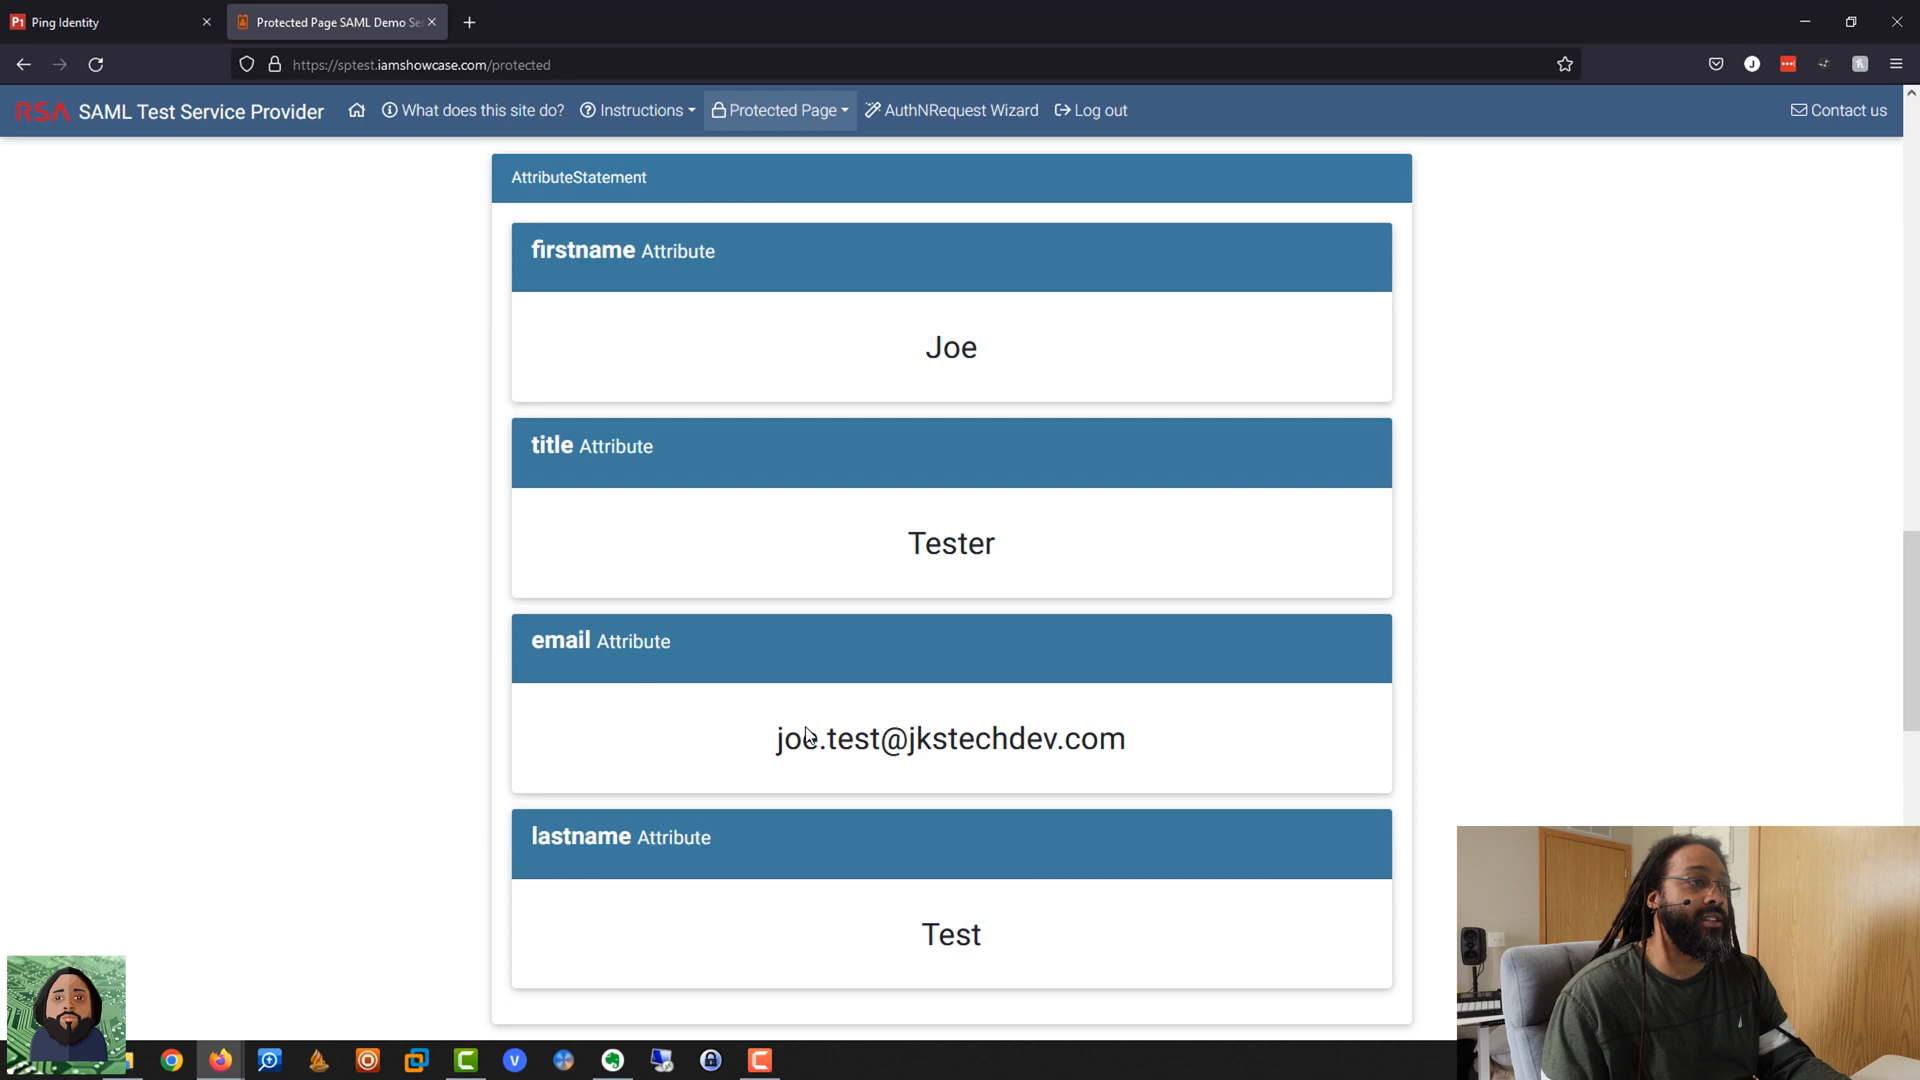 P1 Ping Identity
Protected Page SAML Demo Se
https://sptest.iamshowcase.com/protected
RSA SAML Test Service Provider
What does this site do?
Instructions
Protected Page
AuthNRequest Wizard
Log out
Contact us
AttributeStatement
firstname Attribute
Joe
title Attribute
Tester
email Attribute
joe.test@jkstechdev.com
lastname Attribute
Test